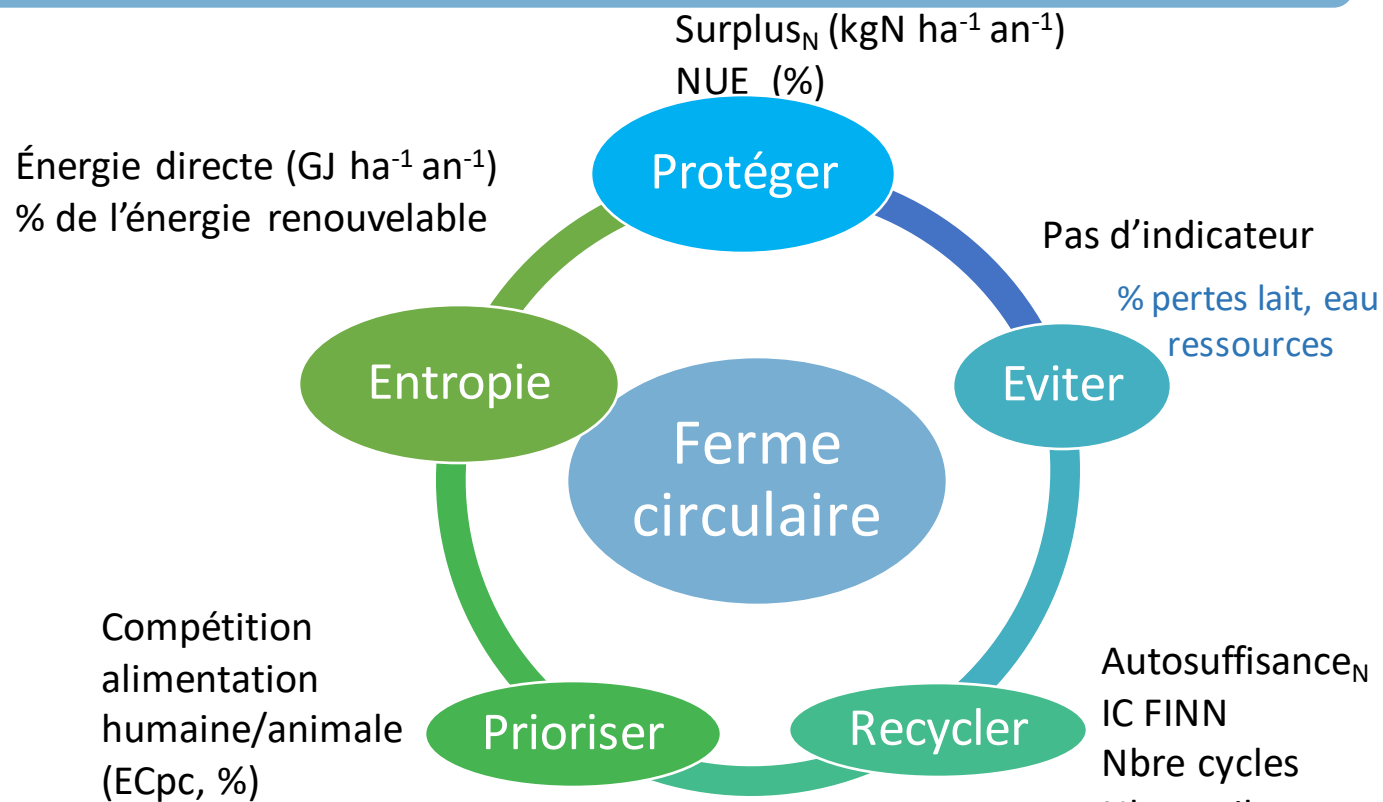 Surplus_N (kgN ha⁻¹ an⁻¹)
NUE (%)
Protéger
Énergie directe (GJ ha⁻¹ an⁻¹)
% de l’énergie renouvelable
Pas d’indicateur
% pertes lait, eau
ressources
Entropie
Eviter
Ferme
circulaire
Compétition
alimentation
humaine/animale
(ECpc, %)
Prioriser
Recycler
Autosuffisance_N
IC FINN
Nbre cycles